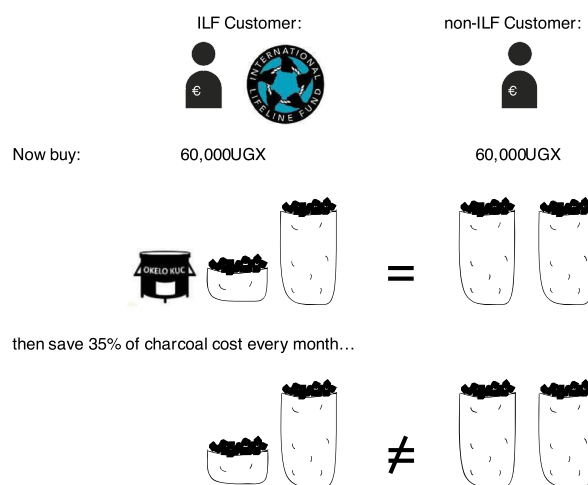 ILF Customer: non-ILF Customer:
INTERNATIONAL LIFELINE FUND
€ €
Now buy: 60,000UGX 60,000UGX
OKELO KUC =
then save 35% of charcoal cost every month…
≠